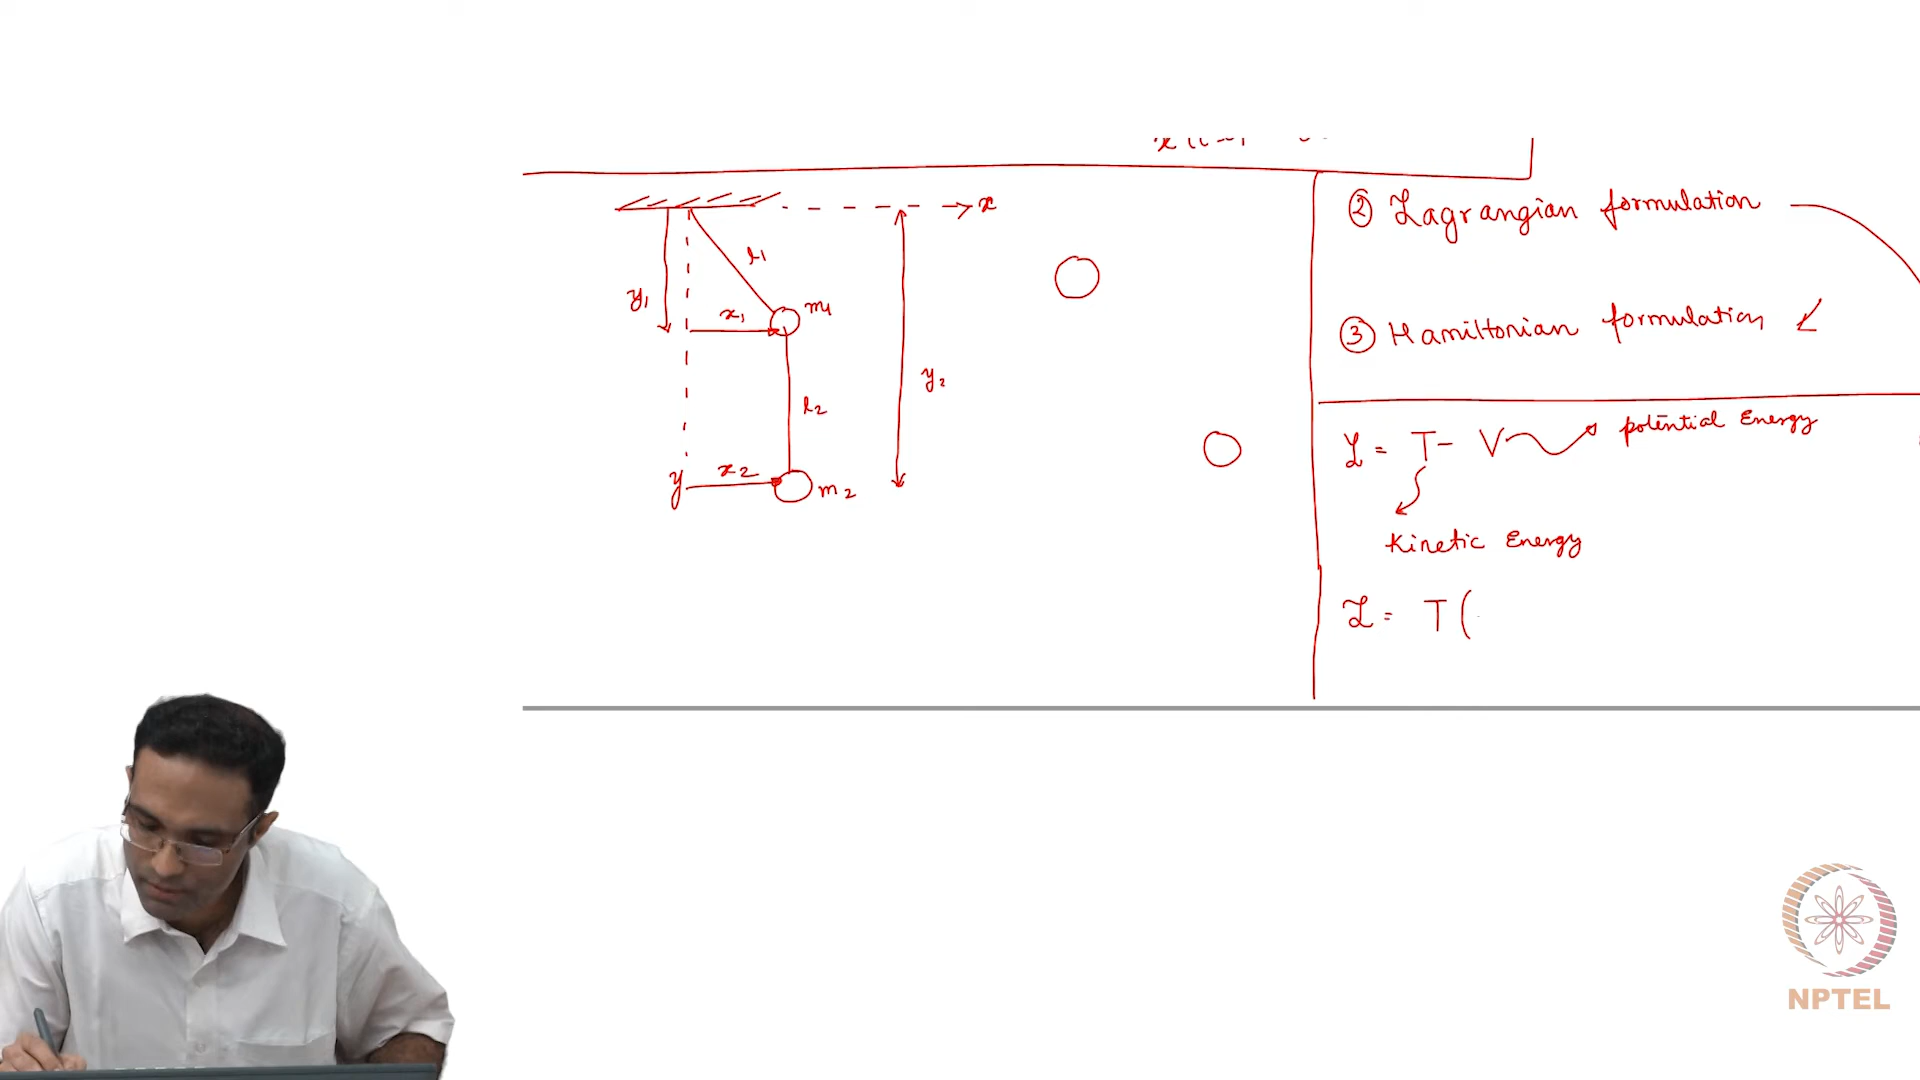 x
l₁
y₁
x₁
m₁
y₂
l₂
x₂
y
m₂
② Lagrangian formulation
③ Hamiltonian formulation
ℒ = T - V potential Energy
Kinetic Energy
ℒ = T (
NPTEL